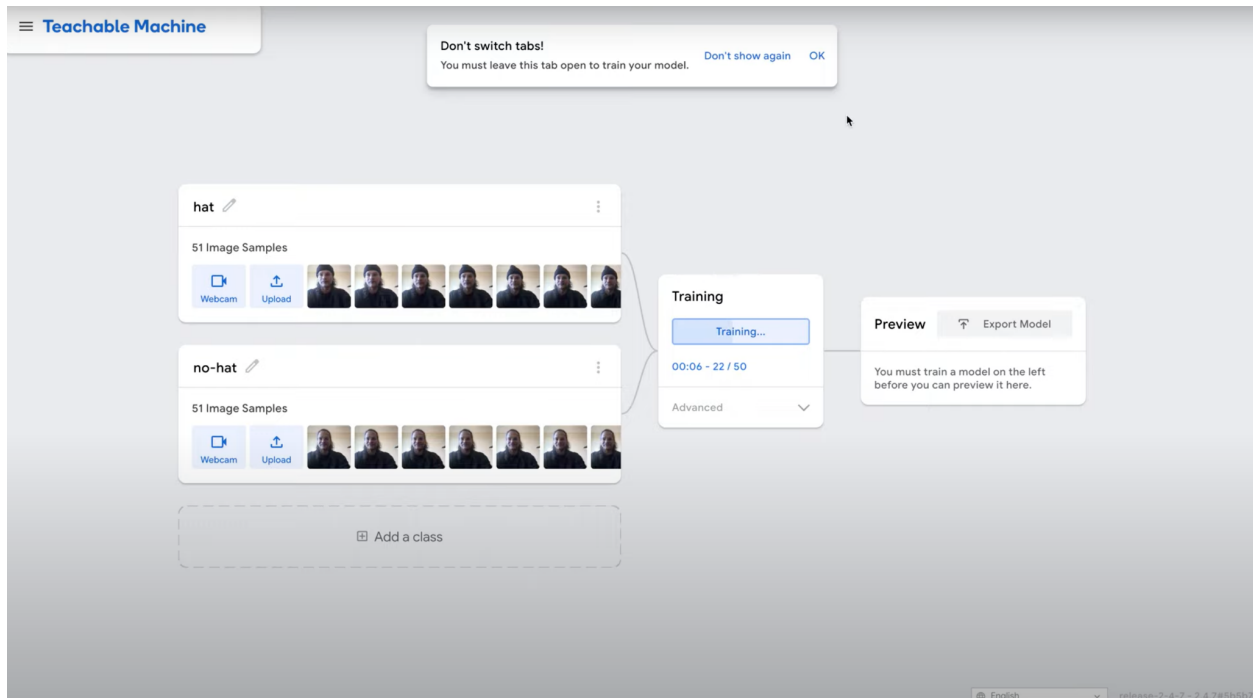 Teachable Machine
Don't switch tabs!
You must leave this tab open to train your model.
Don't show again
OK
hat
51 Image Samples
Webcam
Upload
no-hat
51 Image Samples
Webcam
Upload
Add a class
Training
Training...
00:06 - 22 / 50
Advanced
Preview
Export Model
You must train a model on the left
before you can preview it here.
English